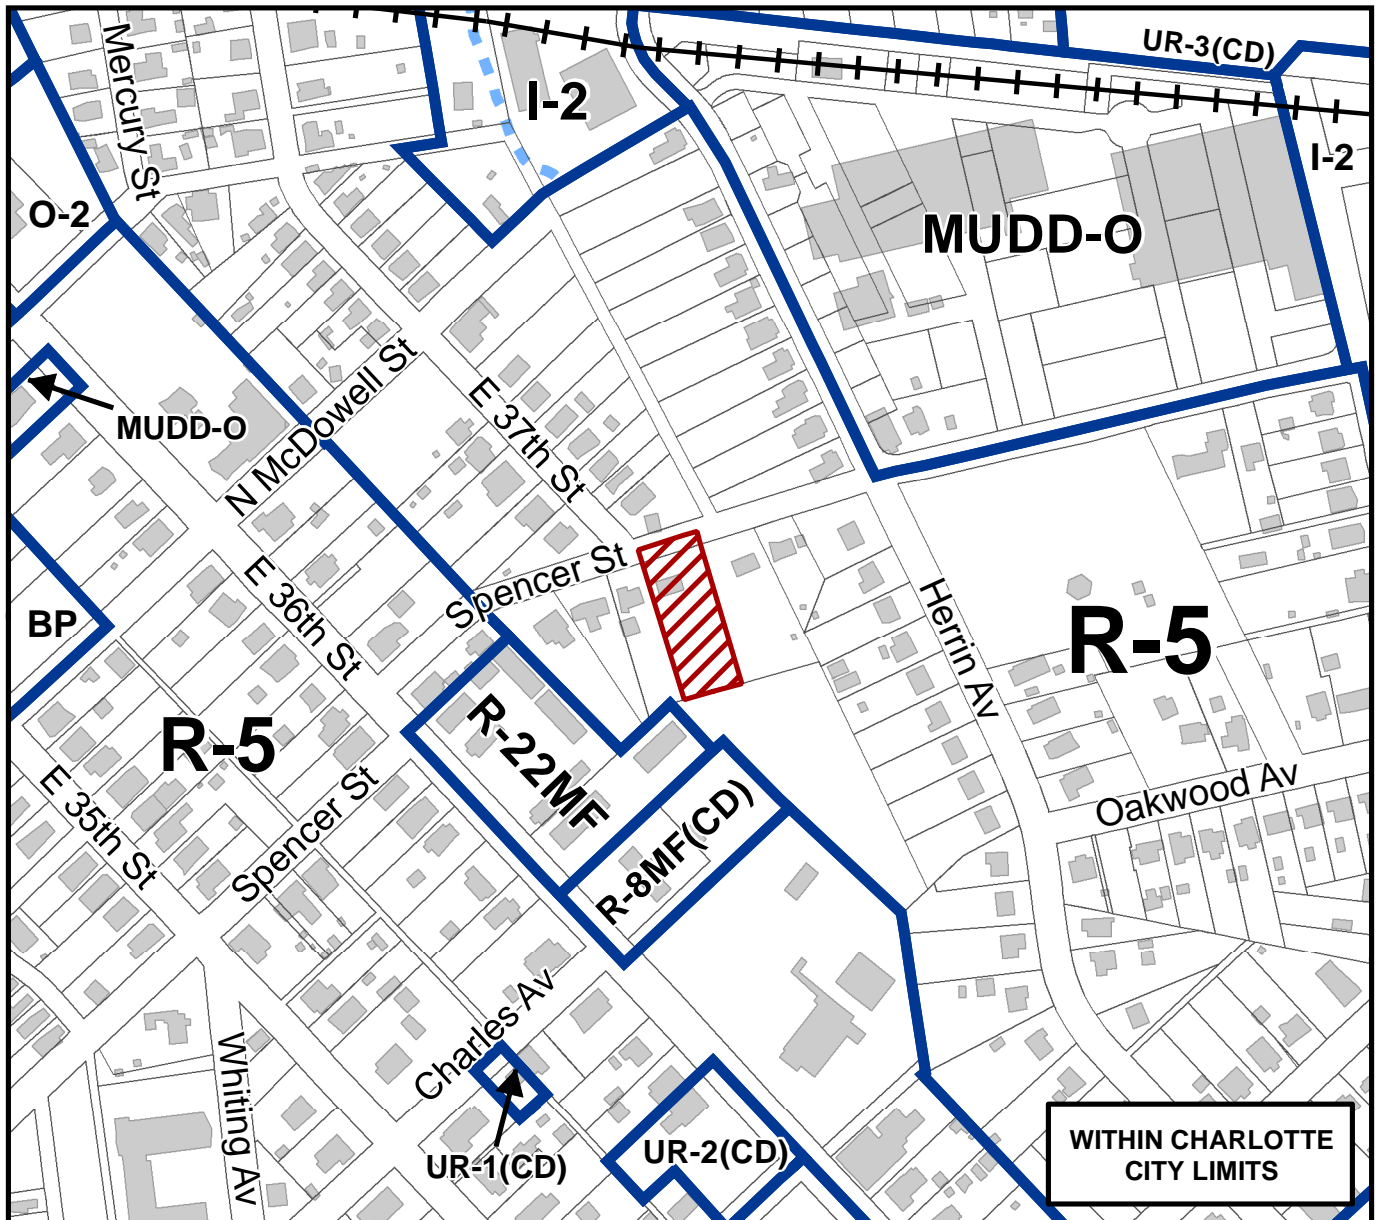 UR-3(CD)
Mercury St
I-2
I-2
O-2
MUDD-O
N McDowell St
E 37th St
MUDD-O
Spencer St
E 36th St
Herrin Av
BP
R-5
R-22MF
R-5
E 35th St
Spencer St
Oakwood Av
R-8MF(CD)
Charles Av
Whiting Av
UR-1(CD)
UR-2(CD)
WITHIN CHARLOTTE
CITY LIMITS